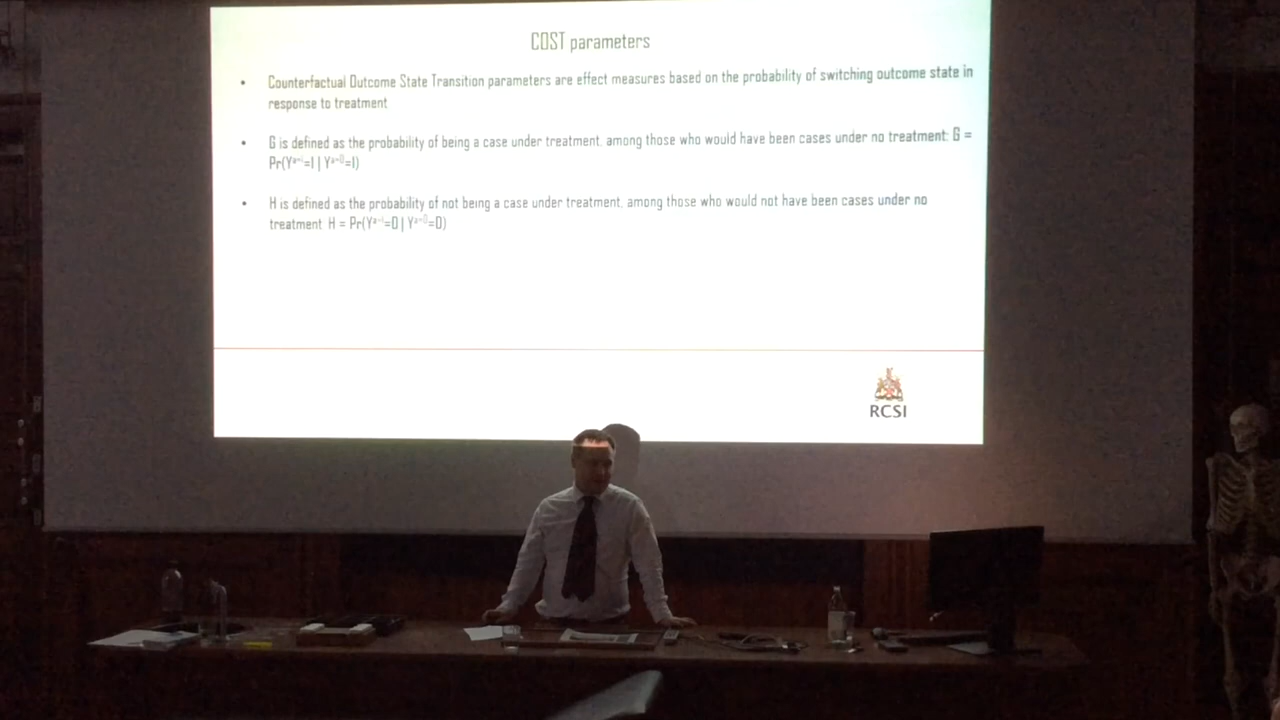 COST parameters
• Counterfactual Outcome State Transition parameters are effect measures based on the probability of switching outcome state in
response to treatment
• G is defined as the probability of being a case under treatment, among those who would have been cases under no treatment: G =
Pr(Yᵃ⁼¹=1 | Yᵃ⁼⁰=1)
• H is defined as the probability of not being a case under treatment, among those who would not have been cases under no
treatment H = Pr(Yᵃ⁼¹=0 | Yᵃ⁼⁰=0)
RCSI